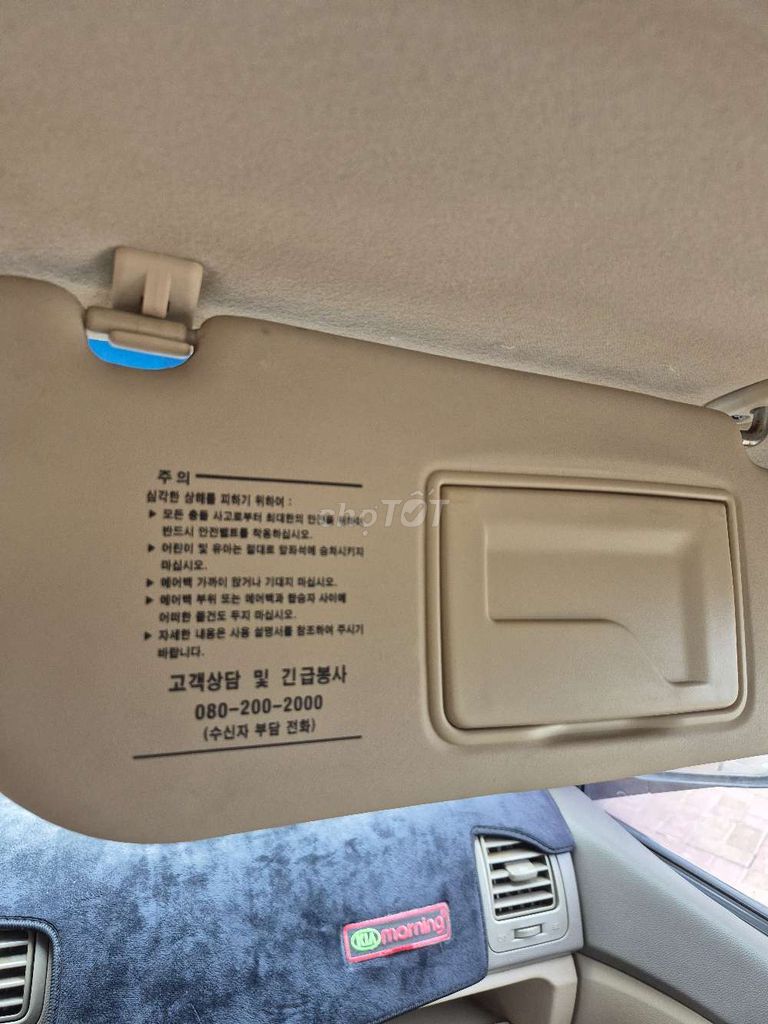 주 의
심각한 상해를 피하기 위하여 :
▶ 모든 충돌 사고로부터 최대한의 안전을 위하여
반드시 안전벨트를 착용하십시오.
▶ 어린이 및 유아는 절대로 앞좌석에 승차시키지
마십시오.
▶ 에어백 가까이 앉거나 기대지 마십시오.
▶ 에어백 부위 또는 에어백과 탑승자 사이에
어떠한 물건도 두지 마십시오.
▶ 자세한 내용은 사용 설명서를 참조하여 주시기
바랍니다.
고객상담 및 긴급봉사
080-200-2000
(수신자 부담 전화)
chợTỐT
KIA morning